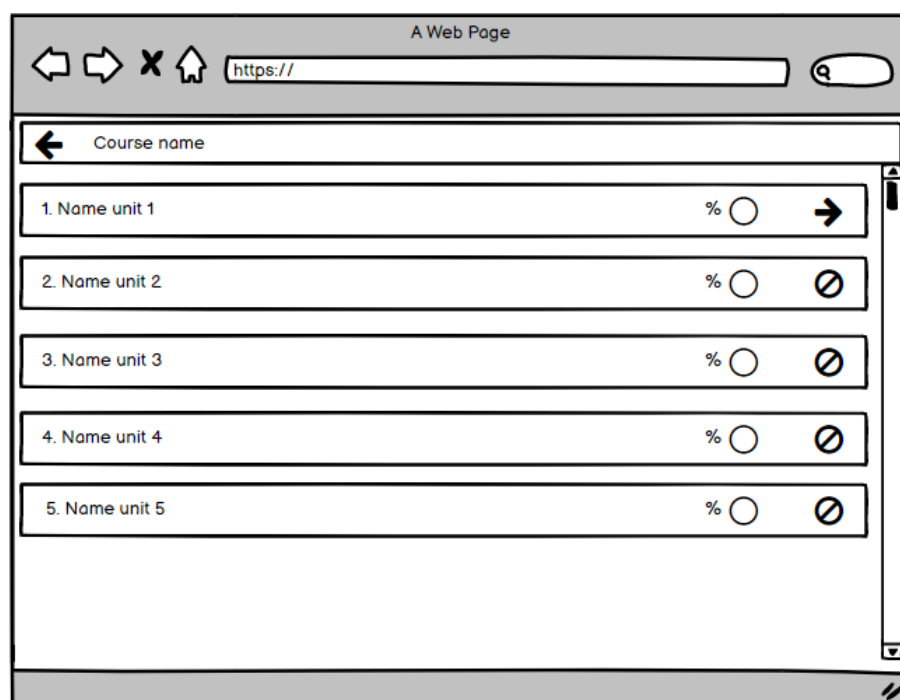 A Web Page
https://
Course name
1. Name unit 1 %
2. Name unit 2 %
3. Name unit 3 %
4. Name unit 4 %
5. Name unit 5 %